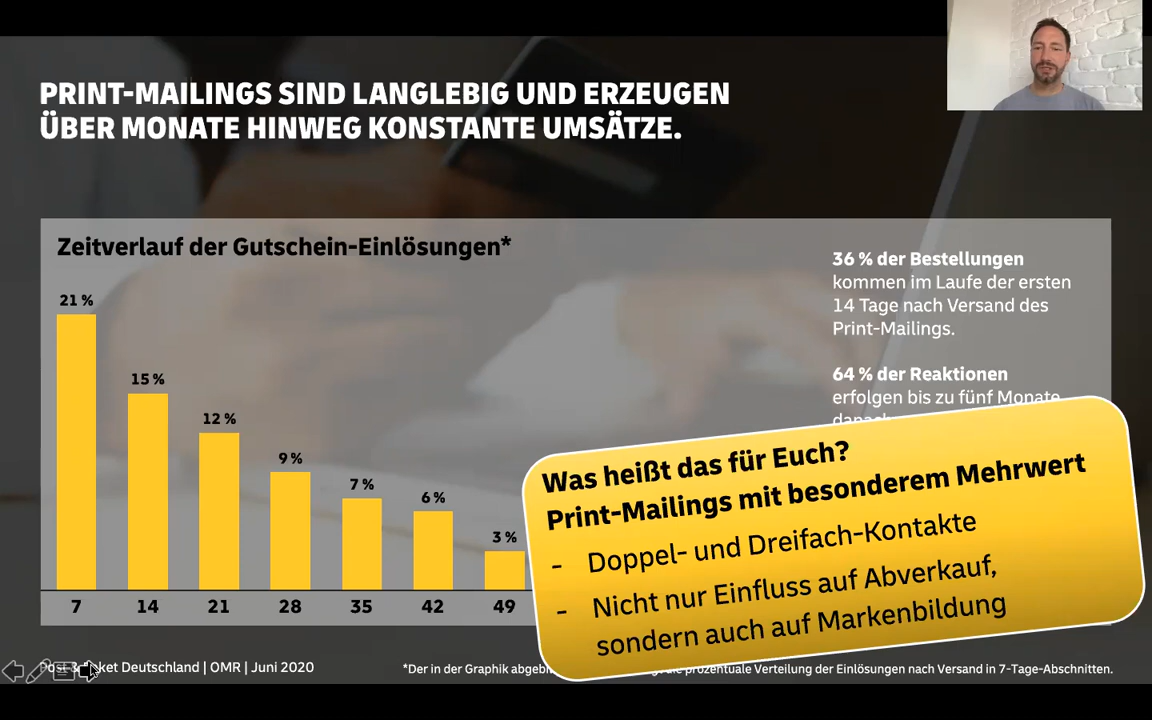 PRINT-MAILINGS SIND LANGLEBIG UND ERZEUGEN
ÜBER MONATE HINWEG KONSTANTE UMSÄTZE.
Zeitverlauf der Gutschein-Einlösungen*
21 %
15 %
12 %
9 %
7 %
6 %
3 %
7 14 21 28 35 42 49
36 % der Bestellungen
kommen im Laufe der ersten
14 Tage nach Versand des
Print-Mailings.
64 % der Reaktionen
erfolgen bis zu fünf Monate
danach
Was heißt das für Euch?
Print-Mailings mit besonderem Mehrwert
- Doppel- und Dreifach-Kontakte
- Nicht nur Einfluss auf Abverkauf,
sondern auch auf Markenbildung
Deutschland | OMR | Juni 2020
*Der in der Graphik prozentuale Verteilung der Einlösungen nach Versand in 7-Tage-Abschnitten.